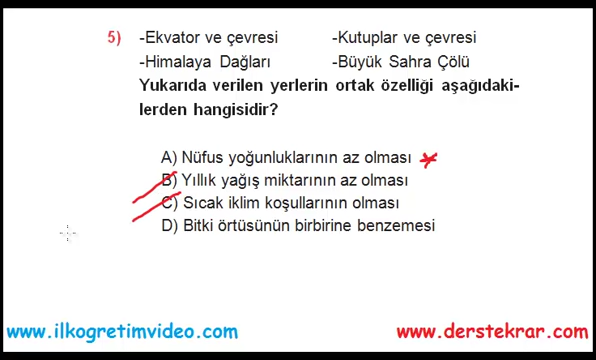 5) -Ekvator ve çevresi -Kutuplar ve çevresi
-Himalaya Dağları -Büyük Sahra Çölü
Yukarıda verilen yerlerin ortak özelliği aşağıdaki-
lerden hangisidir?
A) Nüfus yoğunluklarının az olması
B) Yıllık yağış miktarının az olması
C) Sıcak iklim koşullarının olması
D) Bitki örtüsünün birbirine benzemesi
www.ilkogretimvideo.com www.derstekrar.com